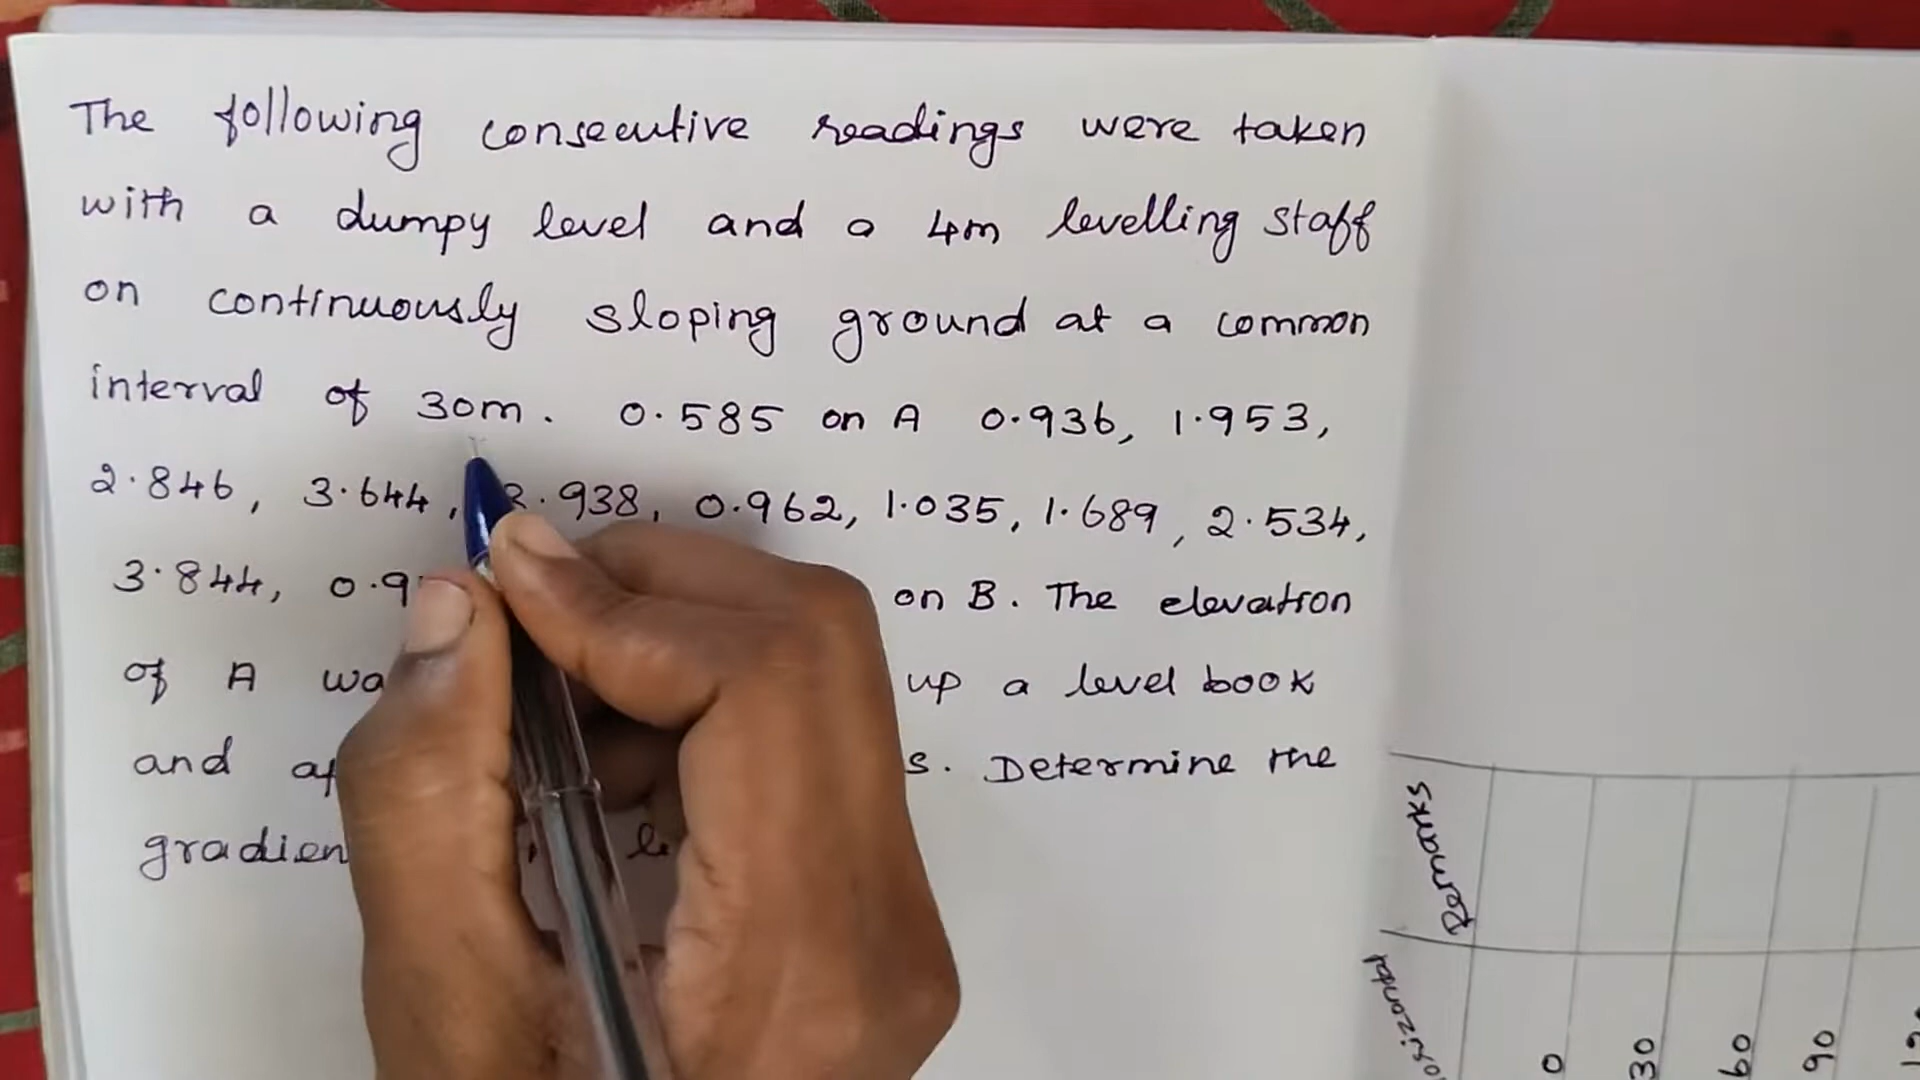 The following consecutive readings were taken
with a dumpy level and a 4m levelling staff
on continuously sloping ground at a common
interval of 30m. 0.585 on A 0.936, 1.953,
2.846, 3.644, .938, 0.962, 1.035, 1.689, 2.534,
3.844, 0.9 on B. The elevation
of A up a level book
and Determine the
Remarks
0
30
60
90